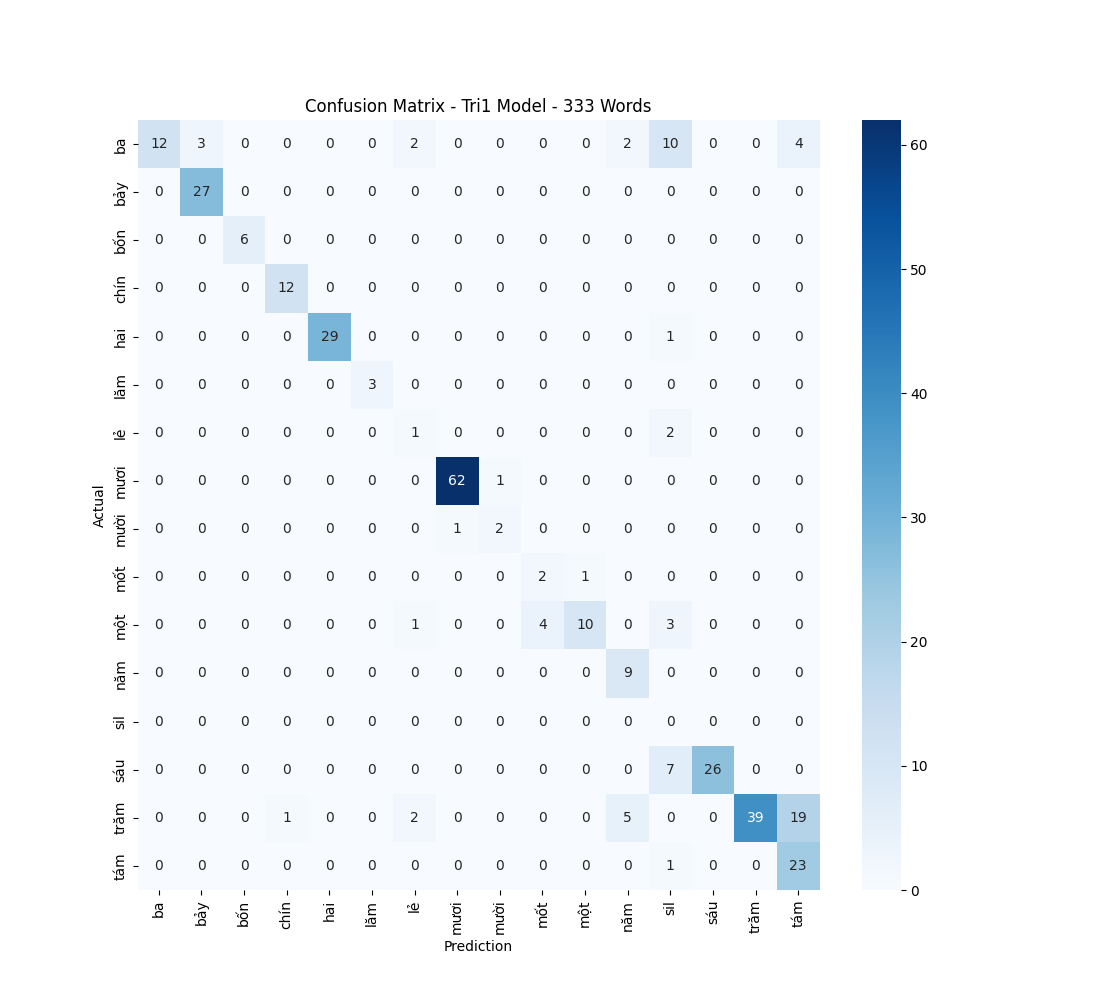 Confusion Matrix - Tri1 Model - 333 Words
ba 12 3 0 0 0 0 2 0 0 0 0 2 10 0 0 4
bảy 0 27 0 0 0 0 0 0 0 0 0 0 0 0 0 0
bốn 0 0 6 0 0 0 0 0 0 0 0 0 0 0 0 0
chín 0 0 0 12 0 0 0 0 0 0 0 0 0 0 0 0
hai 0 0 0 0 29 0 0 0 0 0 0 0 1 0 0 0
lăm 0 0 0 0 0 3 0 0 0 0 0 0 0 0 0 0
lẻ 0 0 0 0 0 0 1 0 0 0 0 0 2 0 0 0
mươi 0 0 0 0 0 0 0 62 1 0 0 0 0 0 0 0
mười 0 0 0 0 0 0 0 1 2 0 0 0 0 0 0 0
mốt 0 0 0 0 0 0 0 0 0 2 1 0 0 0 0 0
một 0 0 0 0 0 0 1 0 0 4 10 0 3 0 0 0
năm 0 0 0 0 0 0 0 0 0 0 0 9 0 0 0 0
sil 0 0 0 0 0 0 0 0 0 0 0 0 0 0 0 0
sáu 0 0 0 0 0 0 0 0 0 0 0 0 7 26 0 0
trăm 0 0 0 1 0 0 2 0 0 0 0 5 0 0 39 19
tám 0 0 0 0 0 0 0 0 0 0 0 0 1 0 0 23
Actual
ba bảy bốn chín hai lăm lẻ mươi mười mốt một năm sil sáu trăm tám
Prediction
60
50
40
30
20
10
0